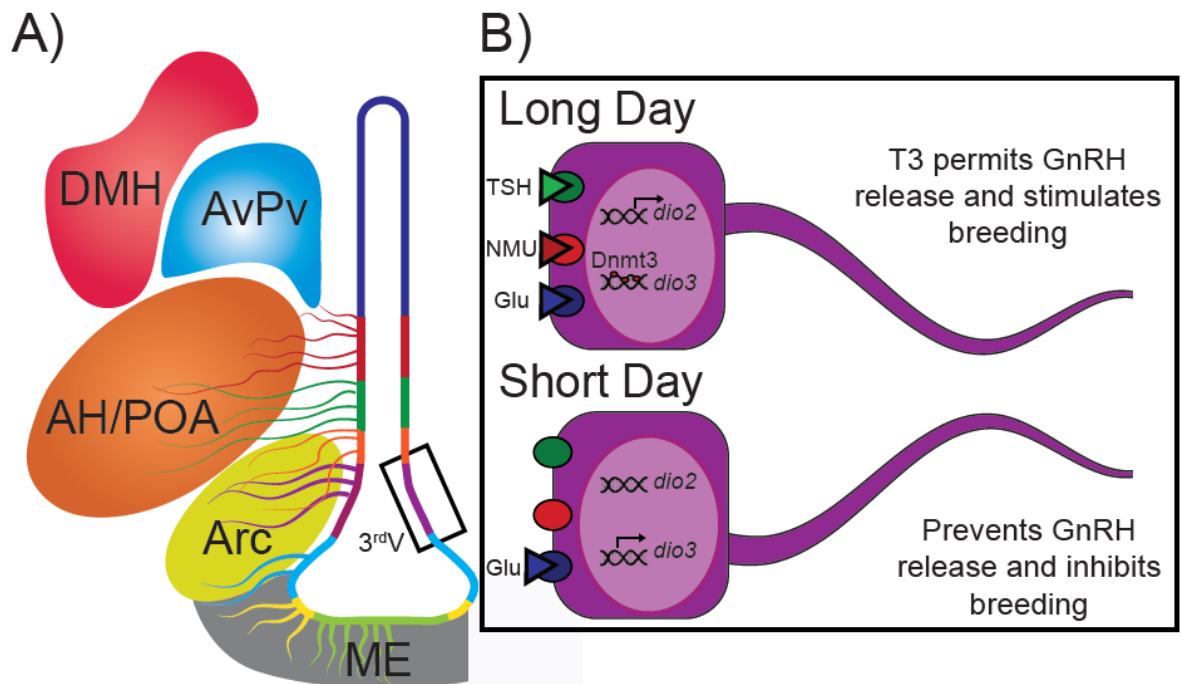 A)
DMH
AvPv
AH/POA
Arc
3rdV
ME
B)
Long Day
TSH
NMU
Glu
dio2
Dnmt3
dio3
T3 permits GnRH
release and stimulates
breeding
Short Day
Glu
dio2
dio3
Prevents GnRH
release and inhibits
breeding